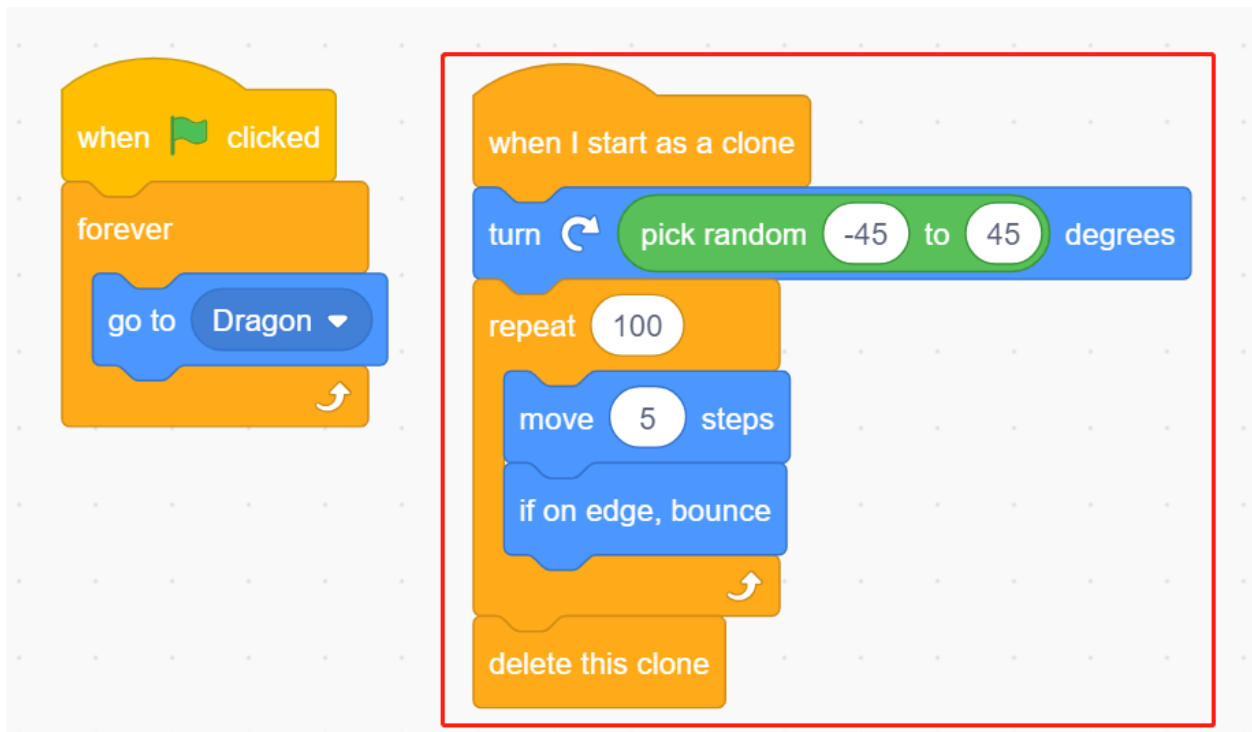 when clicked
forever
go to Dragon
when I start as a clone
turn pick random -45 to 45 degrees
repeat 100
move 5 steps
if on edge, bounce
delete this clone